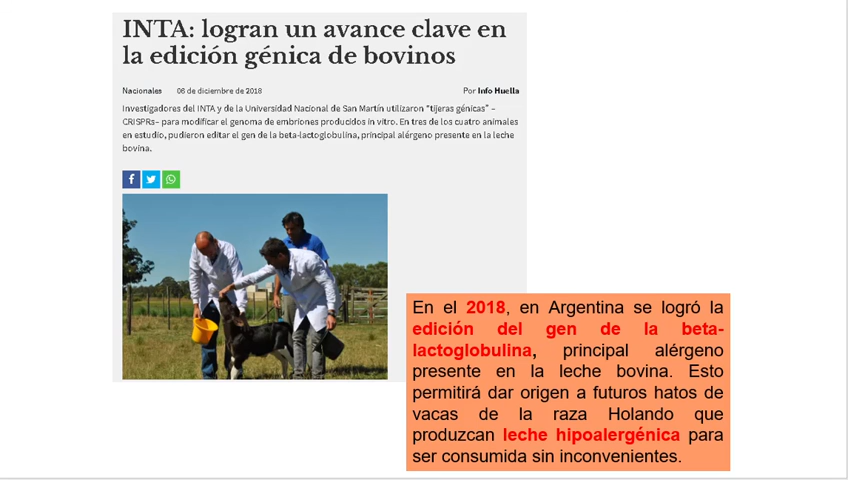 INTA: logran un avance clave en
la edición génica de bovinos
Nacionales 06 de diciembre de 2018 Por Info Huella
Investigadores del INTA y de la Universidad Nacional de San Martín utilizaron "tijeras génicas" –
CRISPRs– para modificar el genoma de embriones producidos in vitro. En tres de los cuatro animales
en estudio, pudieron editar el gen de la beta-lactoglobulina, principal alérgeno presente en la leche
bovina.
En el 2018, en Argentina se logró la
edición del gen de la beta-
lactoglobulina, principal alérgeno
presente en la leche bovina. Esto
permitirá dar origen a futuros hatos de
vacas de la raza Holando que
produzcan leche hipoalergénica para
ser consumida sin inconvenientes.